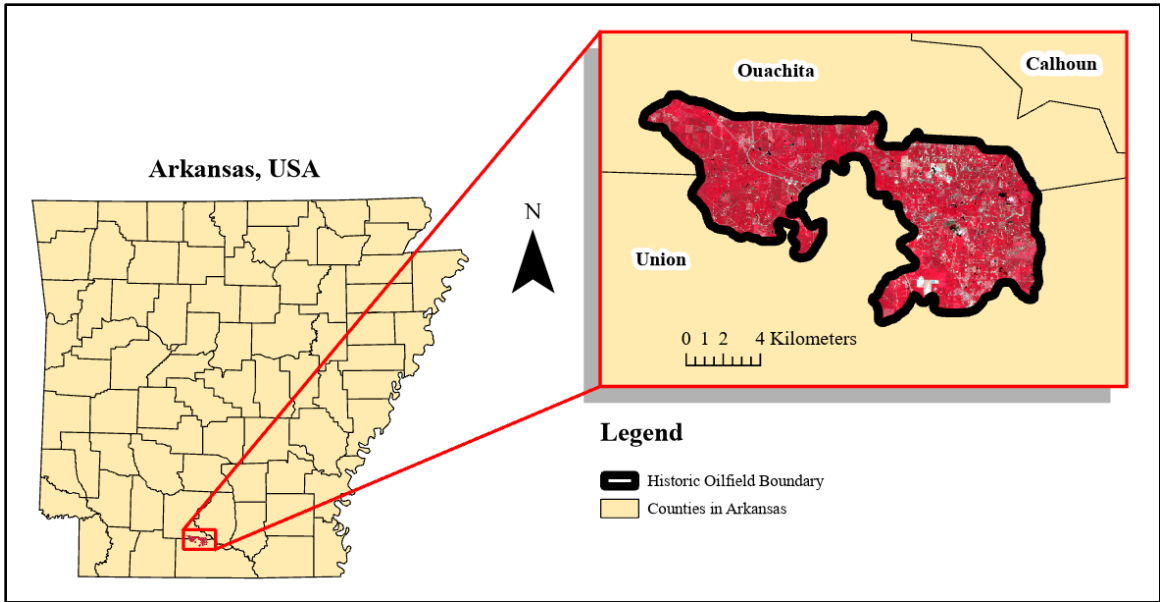 Arkansas, USA
N
Ouachita
Calhoun
Union
0 1 2 4 Kilometers
Legend
Historic Oilfield Boundary
Counties in Arkansas